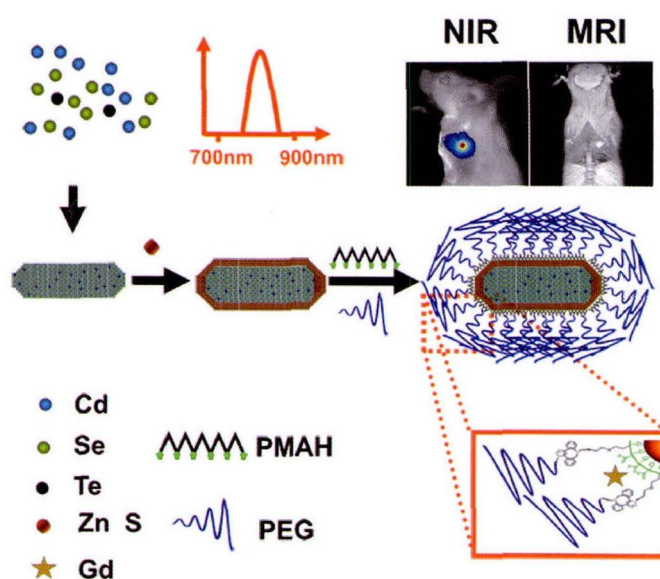 NIR MRI
700nm 900nm
Cd
Se
PMAH
Te
Zn S
PEG
Gd